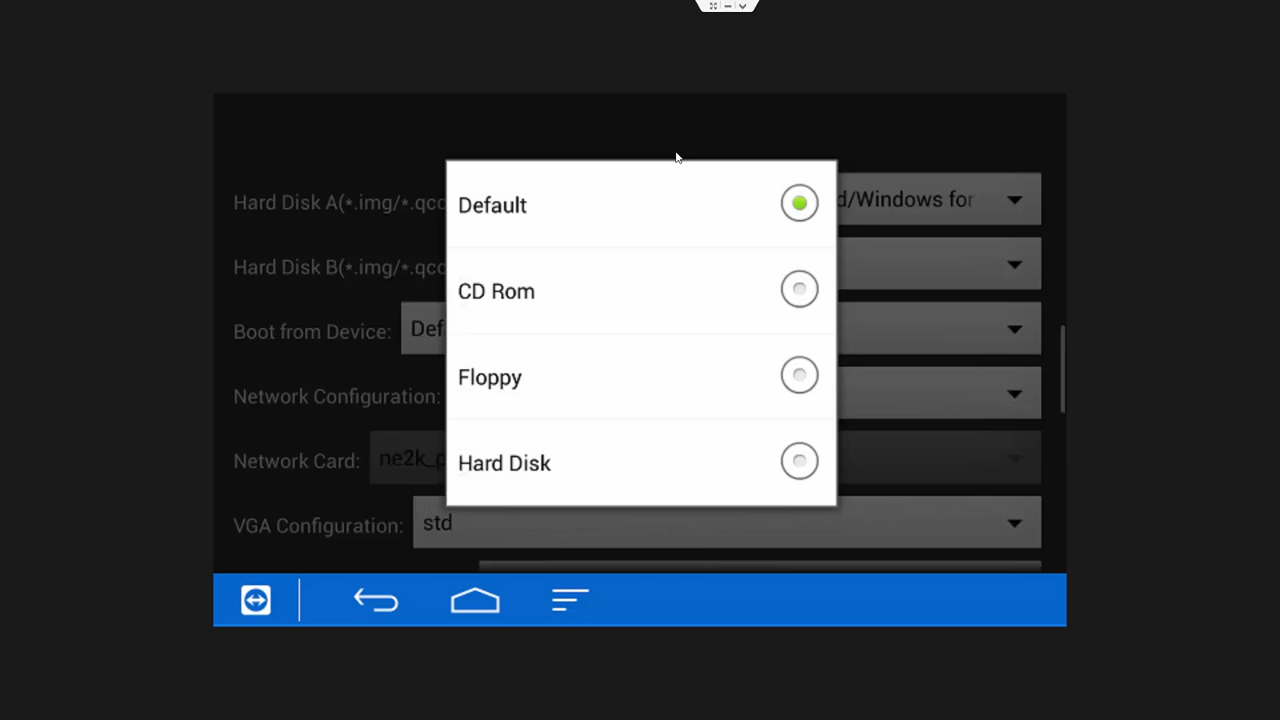 Default
CD Rom
Floppy
Hard Disk
Hard Disk A(*.img/*.qco
d/Windows for
Hard Disk B(*.img/*.qco
Boot from Device: Def
Network Configuration:
Network Card: ne2k_p
VGA Configuration: std